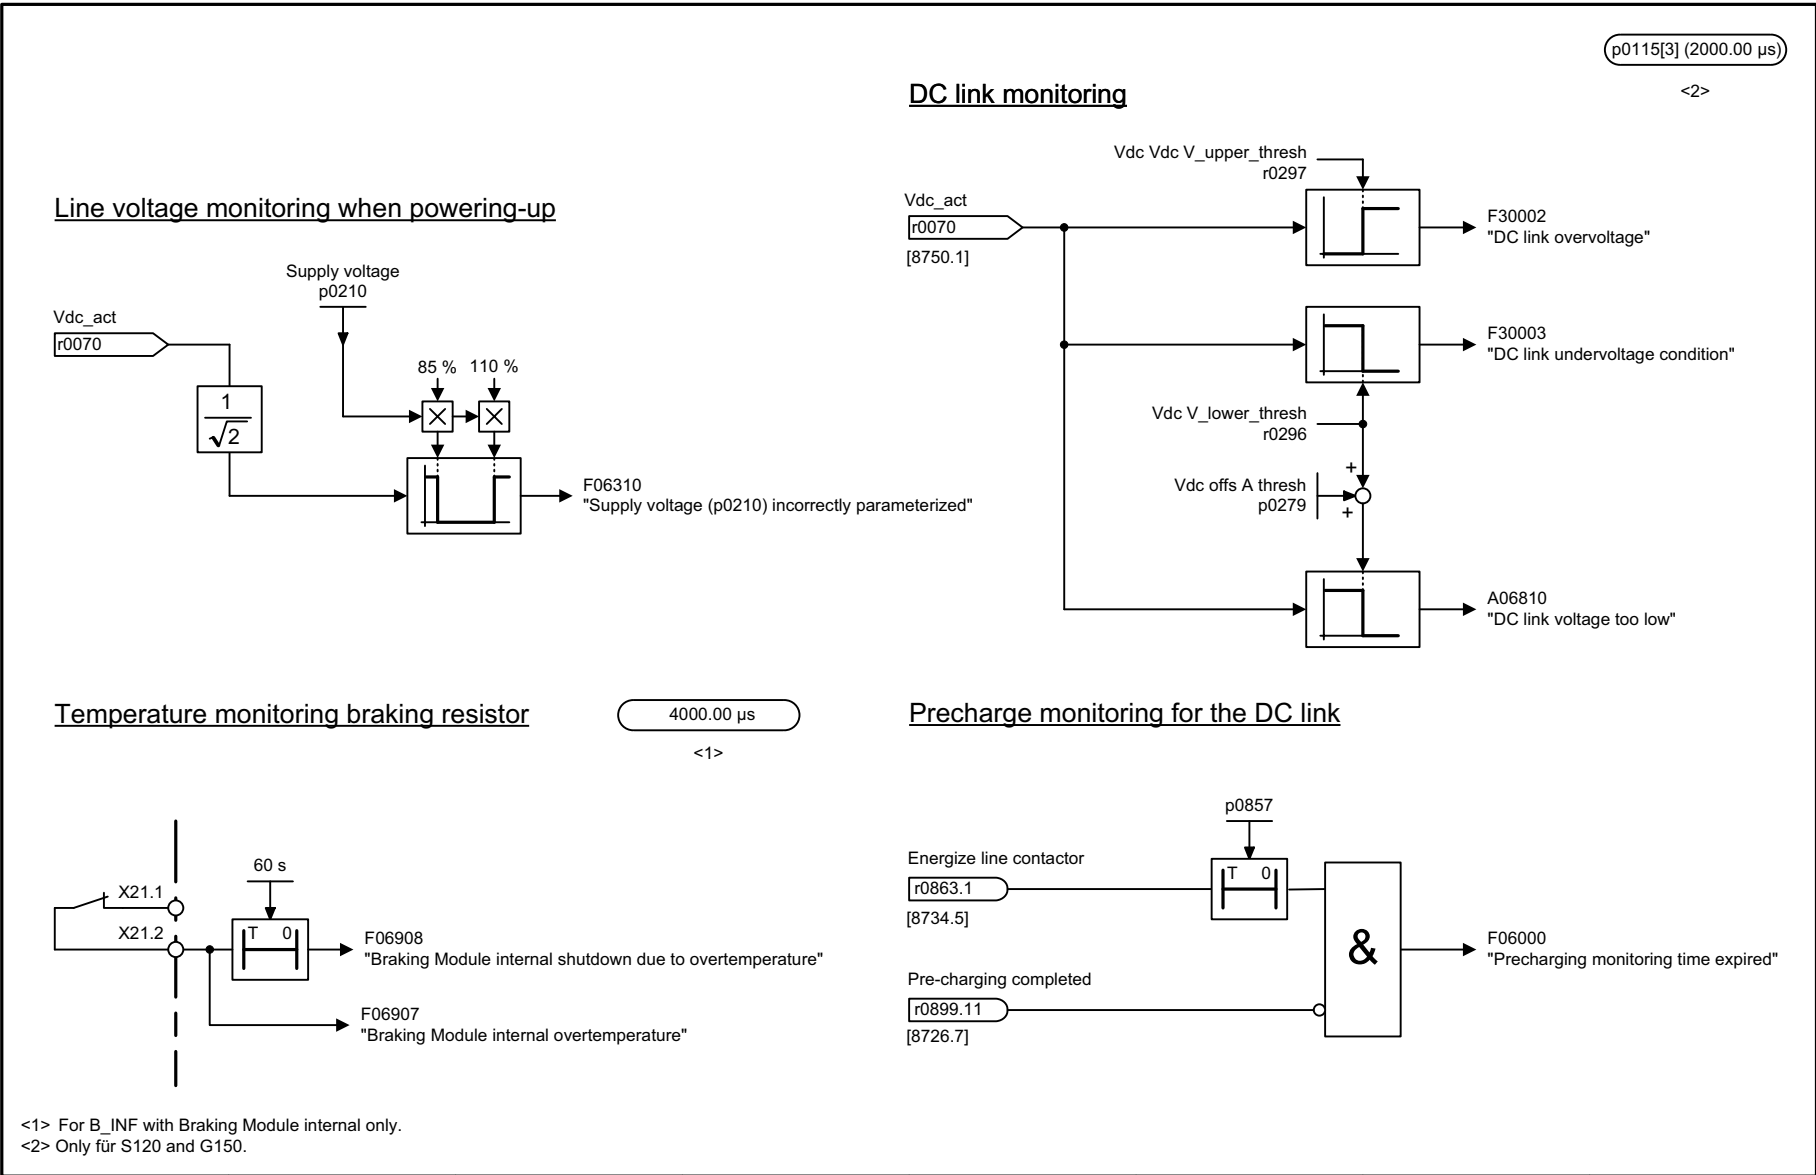 p0115[3] (2000.00 µs)
<2>
Line voltage monitoring when powering-up
Supply voltage
p0210
Vdc_act
r0070
85 %
110 %
1
√2
F06310
"Supply voltage (p0210) incorrectly parameterized"
DC link monitoring
Vdc Vdc V_upper_thresh
r0297
Vdc_act
r0070
[8750.1]
F30002
"DC link overvoltage"
F30003
"DC link undervoltage condition"
Vdc V_lower_thresh
r0296
+
Vdc offs A thresh
p0279
+
A06810
"DC link voltage too low"
Temperature monitoring braking resistor
4000.00 µs
<1>
60 s
X21.1
X21.2
T 0
F06908
"Braking Module internal shutdown due to overtemperature"
F06907
"Braking Module internal overtemperature"
Precharge monitoring for the DC link
p0857
Energize line contactor
r0863.1
[8734.5]
T 0
&
Pre-charging completed
r0899.11
[8726.7]
F06000
"Precharging monitoring time expired"
<1> For B_INF with Braking Module internal only.
<2> Only für S120 and G150.